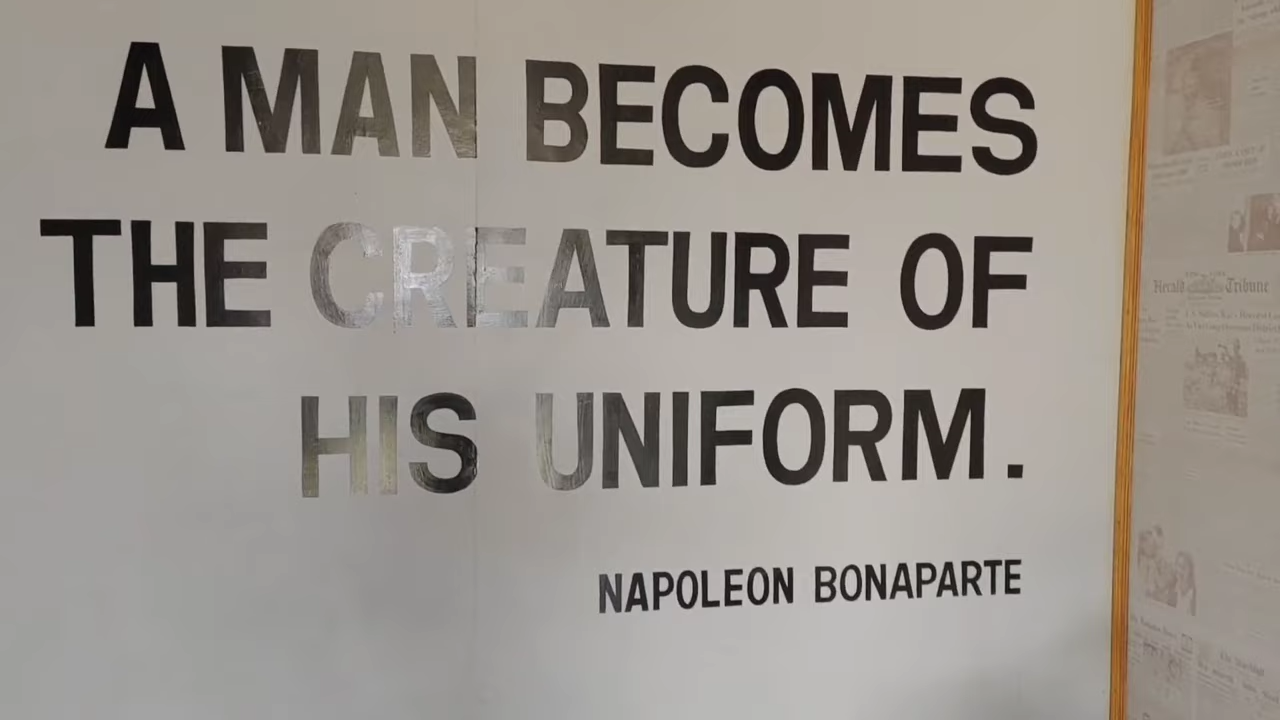 A MAN BECOMES
THE CREATURE OF
HIS UNIFORM.
NAPOLEON BONAPARTE
Herald Tribune